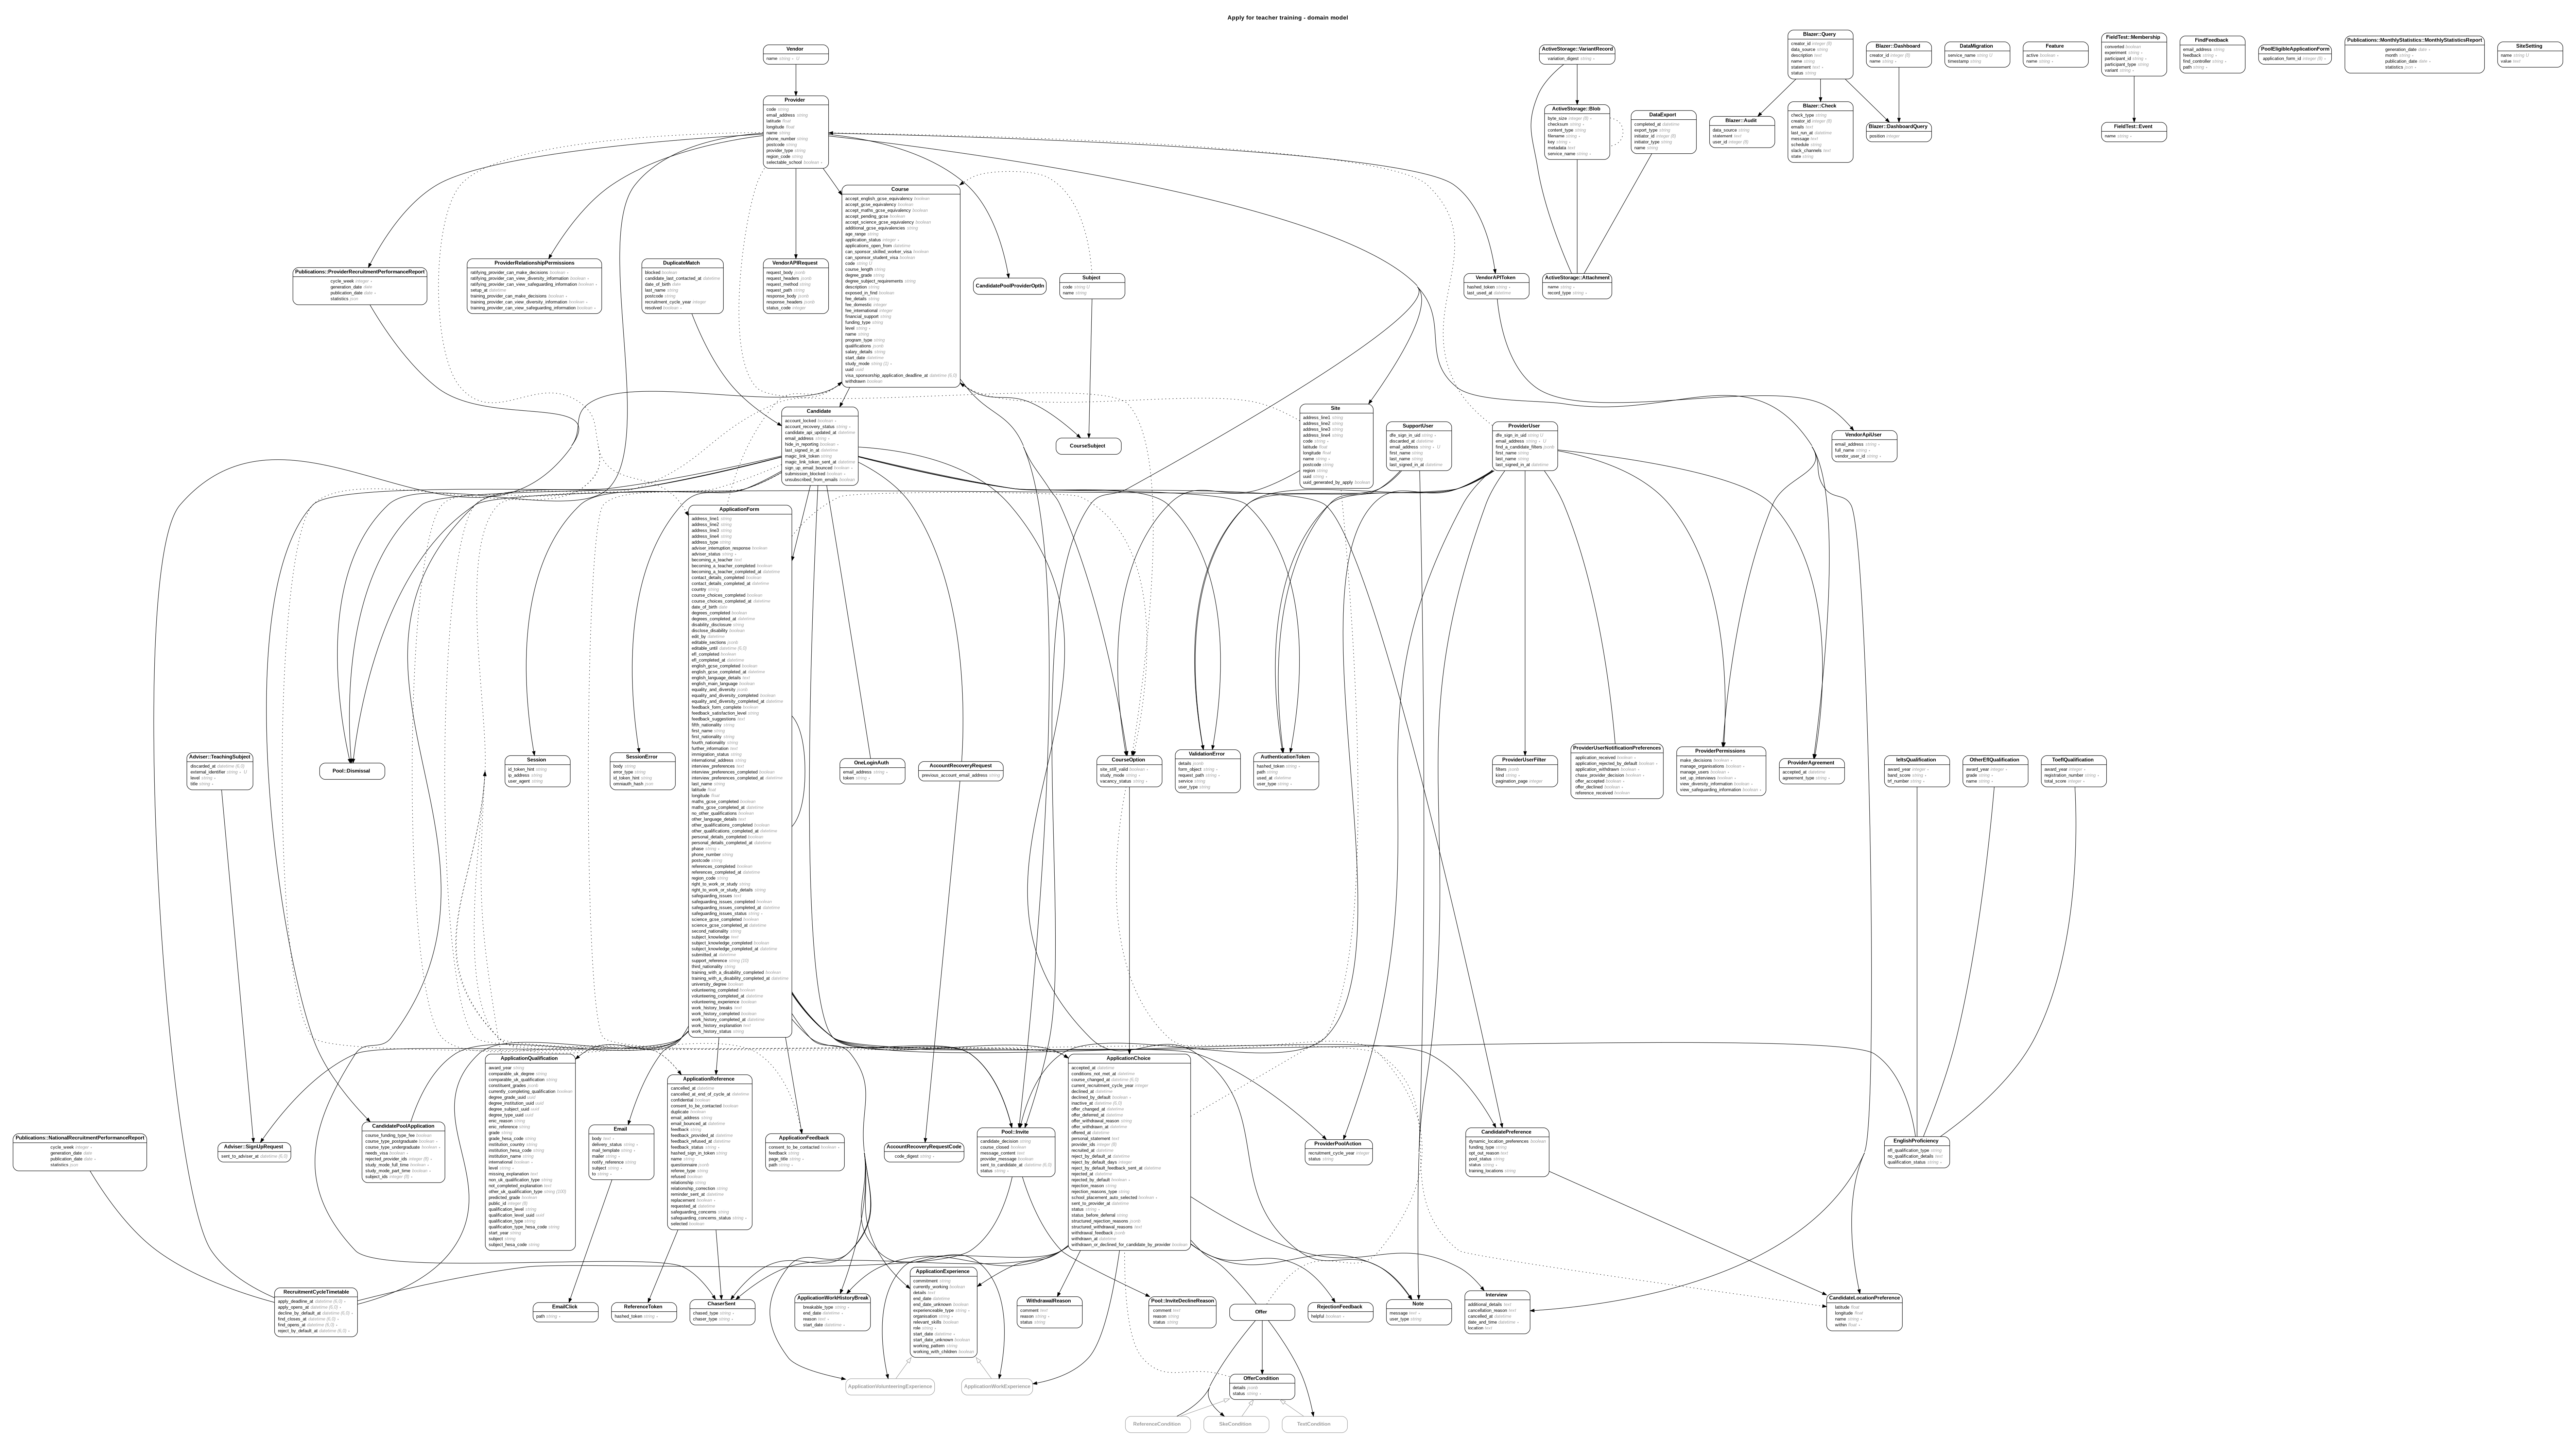 Apply for teacher training - domain model
Vendor
name string ∗ U
Provider
code string
email_address string
latitude float
longitude float
name string
phone_number string
postcode string
provider_type string
region_code string
selectable_school boolean ∗
ActiveStorage::VariantRecord
variation_digest string ∗
ActiveStorage::Blob
byte_size integer (8) ∗
checksum string ∗
content_type string
filename string ∗
key string ∗
metadata text
service_name string ∗
DataExport
completed_at datetime
export_type string
initiator_id integer (8)
initiator_type string
name string
Blazer::Query
creator_id integer (8)
data_source string
description text
name string
statement text ∗
status string
Blazer::Audit
data_source string
statement text
user_id integer (8)
Blazer::Check
check_type string
creator_id integer (8)
emails text
last_run_at datetime
message text
schedule string
slack_channels text
state string
Blazer::Dashboard
creator_id integer (8)
name string ∗
Blazer::DashboardQuery
position integer
DataMigration
service_name string U
timestamp string
Feature
active boolean ∗
name string ∗
FieldTest::Membership
converted boolean
experiment string ∗
participant_id string ∗
participant_type string
variant string ∗
FieldTest::Event
name string ∗
FindFeedback
email_address string
feedback string ∗
find_controller string ∗
path string ∗
PoolEligibleApplicationForm
application_form_id integer (8) ∗
Publications::MonthlyStatistics::MonthlyStatisticsReport
generation_date date ∗
month string ∗
publication_date date ∗
statistics json ∗
SiteSetting
name string U
value text
Publications::ProviderRecruitmentPerformanceReport
cycle_week integer ∗
generation_date date
publication_date date ∗
statistics json
ProviderRelationshipPermissions
ratifying_provider_can_make_decisions boolean ∗
ratifying_provider_can_view_diversity_information boolean ∗
ratifying_provider_can_view_safeguarding_information boolean ∗
setup_at datetime
training_provider_can_make_decisions boolean ∗
training_provider_can_view_diversity_information boolean ∗
training_provider_can_view_safeguarding_information boolean ∗
DuplicateMatch
blocked boolean
candidate_last_contacted_at datetime
date_of_birth date
last_name string
postcode string
recruitment_cycle_year integer
resolved boolean ∗
VendorAPIRequest
request_body jsonb
request_headers jsonb
request_method string
request_path string
response_body jsonb
response_headers jsonb
status_code integer
Course
accept_english_gcse_equivalency boolean
accept_gcse_equivalency boolean
accept_maths_gcse_equivalency boolean
accept_pending_gcse boolean
accept_science_gcse_equivalency boolean
additional_gcse_equivalencies string
age_range string
application_status integer ∗
applications_open_from datetime
can_sponsor_skilled_worker_visa boolean
can_sponsor_student_visa boolean
code string U
course_length string
degree_grade string
degree_subject_requirements string
description string
exposed_in_find boolean
fee_details string
fee_domestic integer
fee_international integer
financial_support string
funding_type string
level string ∗
name string
program_type string
qualifications jsonb
salary_details string
start_date datetime
study_mode string (1) ∗
uuid uuid
visa_sponsorship_application_deadline_at datetime (6,0)
withdrawn boolean
CandidatePoolProviderOptIn
Subject
code string U
name string
VendorAPIToken
hashed_token string ∗
last_used_at datetime
ActiveStorage::Attachment
name string ∗
record_type string ∗
Candidate
account_locked boolean ∗
account_recovery_status string ∗
candidate_api_updated_at datetime
email_address string ∗
hide_in_reporting boolean ∗
last_signed_in_at datetime
magic_link_token string
magic_link_token_sent_at datetime
sign_up_email_bounced boolean ∗
submission_blocked boolean ∗
unsubscribed_from_emails boolean
CourseSubject
Site
address_line1 string
address_line2 string
address_line3 string
address_line4 string
code string ∗
latitude float
longitude float
name string ∗
postcode string
region string
uuid string ∗
uuid_generated_by_apply boolean
SupportUser
dfe_sign_in_uid string ∗
discarded_at datetime
email_address string ∗ U
first_name string
last_name string
last_signed_in_at datetime
ProviderUser
dfe_sign_in_uid string U
email_address string ∗ U
find_a_candidate_filters jsonb
first_name string
last_name string
last_signed_in_at datetime
VendorApiUser
email_address string ∗
full_name string ∗
vendor_user_id string ∗
ApplicationForm
address_line1 string
address_line2 string
address_line3 string
address_line4 string
address_type string
adviser_interruption_response boolean
adviser_status string ∗
becoming_a_teacher text
becoming_a_teacher_completed boolean
becoming_a_teacher_completed_at datetime
contact_details_completed boolean
contact_details_completed_at datetime
country string
course_choices_completed boolean
course_choices_completed_at datetime
date_of_birth date
degrees_completed boolean
degrees_completed_at datetime
disability_disclosure string
disclose_disability boolean
edit_by datetime
editable_sections jsonb
editable_until datetime (6,0)
efl_completed boolean
efl_completed_at datetime
english_gcse_completed boolean
english_gcse_completed_at datetime
english_language_details text
english_main_language boolean
equality_and_diversity jsonb
equality_and_diversity_completed boolean
equality_and_diversity_completed_at datetime
feedback_form_complete boolean
feedback_satisfaction_level string
feedback_suggestions text
fifth_nationality string
first_name string
first_nationality string
fourth_nationality string
further_information text
immigration_status string
international_address string
interview_preferences text
interview_preferences_completed boolean
interview_preferences_completed_at datetime
last_name string
latitude float
longitude float
maths_gcse_completed boolean
maths_gcse_completed_at datetime
no_other_qualifications boolean
other_language_details text
other_qualifications_completed boolean
other_qualifications_completed_at datetime
personal_details_completed boolean
personal_details_completed_at datetime
phase string ∗
phone_number string
postcode string
references_completed boolean
references_completed_at datetime
region_code string
right_to_work_or_study string
right_to_work_or_study_details string
safeguarding_issues text
safeguarding_issues_completed boolean
safeguarding_issues_completed_at datetime
safeguarding_issues_status string ∗
science_gcse_completed boolean
science_gcse_completed_at datetime
second_nationality string
subject_knowledge text
subject_knowledge_completed boolean
subject_knowledge_completed_at datetime
submitted_at datetime
support_reference string (10)
third_nationality string
training_with_a_disability_completed boolean
training_with_a_disability_completed_at datetime
university_degree boolean
volunteering_completed boolean
volunteering_completed_at datetime
volunteering_experience boolean
work_history_breaks text
work_history_completed boolean
work_history_completed_at datetime
work_history_explanation text
work_history_status string
Adviser::TeachingSubject
discarded_at datetime (6,0)
external_identifier string ∗ U
level string ∗
title string ∗
Pool::Dismissal
Session
id_token_hint string
ip_address string
user_agent string
SessionError
body string
error_type string
id_token_hint string
omniauth_hash json
OneLoginAuth
email_address string ∗
token string ∗
AccountRecoveryRequest
previous_account_email_address string
CourseOption
site_still_valid boolean ∗
study_mode string ∗
vacancy_status string ∗
ValidationError
details jsonb
form_object string ∗
request_path string ∗
service string
user_type string
AuthenticationToken
hashed_token string ∗
path string
used_at datetime
user_type string ∗
ProviderUserFilter
filters jsonb
kind string ∗
pagination_page integer
ProviderUserNotificationPreferences
application_received boolean ∗
application_rejected_by_default boolean ∗
application_withdrawn boolean ∗
chase_provider_decision boolean ∗
offer_accepted boolean ∗
offer_declined boolean ∗
reference_received boolean
ProviderPermissions
make_decisions boolean ∗
manage_organisations boolean ∗
manage_users boolean ∗
set_up_interviews boolean ∗
view_diversity_information boolean ∗
view_safeguarding_information boolean ∗
ProviderAgreement
accepted_at datetime
agreement_type string ∗
IeltsQualification
award_year integer ∗
band_score string ∗
trf_number string ∗
OtherEflQualification
award_year integer ∗
grade string ∗
name string ∗
ToeflQualification
award_year integer ∗
registration_number string ∗
total_score integer ∗
Publications::NationalRecruitmentPerformanceReport
cycle_week integer ∗
generation_date date
publication_date date ∗
statistics json
Adviser::SignUpRequest
sent_to_adviser_at datetime (6,0)
CandidatePoolApplication
course_funding_type_fee boolean
course_type_postgraduate boolean ∗
course_type_undergraduate boolean ∗
needs_visa boolean ∗
rejected_provider_ids integer (8) ∗
study_mode_full_time boolean ∗
study_mode_part_time boolean ∗
subject_ids integer (8) ∗
ApplicationQualification
award_year string
comparable_uk_degree string
comparable_uk_qualification string
constituent_grades jsonb
currently_completing_qualification boolean
degree_grade_uuid uuid
degree_institution_uuid uuid
degree_subject_uuid uuid
degree_type_uuid uuid
enic_reason string
enic_reference string
grade string
grade_hesa_code string
institution_country string
institution_hesa_code string
institution_name string
international boolean ∗
level string ∗
missing_explanation text
non_uk_qualification_type string
not_completed_explanation text
other_uk_qualification_type string (100)
predicted_grade boolean
public_id integer (8)
qualification_level string
qualification_level_uuid uuid
qualification_type string
qualification_type_hesa_code string
start_year string
subject string
subject_hesa_code string
Email
body text ∗
delivery_status string ∗
mail_template string ∗
mailer string ∗
notify_reference string
subject string ∗
to string ∗
ApplicationReference
cancelled_at datetime
cancelled_at_end_of_cycle_at datetime
confidential boolean
consent_to_be_contacted boolean
duplicate boolean
email_address string
email_bounced_at datetime
feedback string
feedback_provided_at datetime
feedback_refused_at datetime
feedback_status string ∗
hashed_sign_in_token string
name string
questionnaire jsonb
referee_type string
refused boolean
relationship string
relationship_correction string
reminder_sent_at datetime
replacement boolean ∗
requested_at datetime
safeguarding_concerns string
safeguarding_concerns_status string ∗
selected boolean
ApplicationFeedback
consent_to_be_contacted boolean ∗
feedback string
page_title string ∗
path string ∗
AccountRecoveryRequestCode
code_digest string ∗
Pool::Invite
candidate_decision string
course_closed boolean
message_content text
provider_message boolean
sent_to_candidate_at datetime (6,0)
status string ∗
ApplicationChoice
accepted_at datetime
conditions_not_met_at datetime
course_changed_at datetime (6,0)
current_recruitment_cycle_year integer
declined_at datetime
declined_by_default boolean ∗
inactive_at datetime (6,0)
offer_changed_at datetime
offer_deferred_at datetime
offer_withdrawal_reason string
offer_withdrawn_at datetime
offered_at datetime
personal_statement text
provider_ids integer (8)
recruited_at datetime
reject_by_default_at datetime
reject_by_default_days integer
reject_by_default_feedback_sent_at datetime
rejected_at datetime
rejected_by_default boolean ∗
rejection_reason string
rejection_reasons_type string
school_placement_auto_selected boolean ∗
sent_to_provider_at datetime
status string ∗
status_before_deferral string
structured_rejection_reasons jsonb
structured_withdrawal_reasons text
withdrawal_feedback jsonb
withdrawn_at datetime
withdrawn_or_declined_for_candidate_by_provider boolean
ProviderPoolAction
recruitment_cycle_year integer
status string
CandidatePreference
dynamic_location_preferences boolean
funding_type string
opt_out_reason text
pool_status string
status string ∗
training_locations string
EnglishProficiency
efl_qualification_type string
no_qualification_details text
qualification_status string ∗
RecruitmentCycleTimetable
apply_deadline_at datetime (6,0) ∗
apply_opens_at datetime (6,0) ∗
decline_by_default_at datetime (6,0) ∗
find_closes_at datetime (6,0) ∗
find_opens_at datetime (6,0) ∗
reject_by_default_at datetime (6,0) ∗
EmailClick
path string ∗
ReferenceToken
hashed_token string ∗
ChaserSent
chased_type string ∗
chaser_type string ∗
ApplicationWorkHistoryBreak
breakable_type string ∗
end_date datetime ∗
reason text ∗
start_date datetime ∗
ApplicationExperience
commitment string
currently_working boolean
details text
end_date datetime
end_date_unknown boolean
experienceable_type string ∗
organisation string ∗
relevant_skills boolean
role string ∗
start_date datetime ∗
start_date_unknown boolean
working_pattern string
working_with_children boolean
WithdrawalReason
comment text
reason string ∗
status string
Pool::InviteDeclineReason
comment text
reason string
status string
Offer
RejectionFeedback
helpful boolean ∗
Note
message text ∗
user_type string
Interview
additional_details text
cancellation_reason text
cancelled_at datetime
date_and_time datetime ∗
location text
CandidateLocationPreference
latitude float
longitude float
name string ∗
within float ∗
ApplicationVolunteeringExperience
ApplicationWorkExperience
OfferCondition
details jsonb
status string ∗
ReferenceCondition
SkeCondition
TextCondition